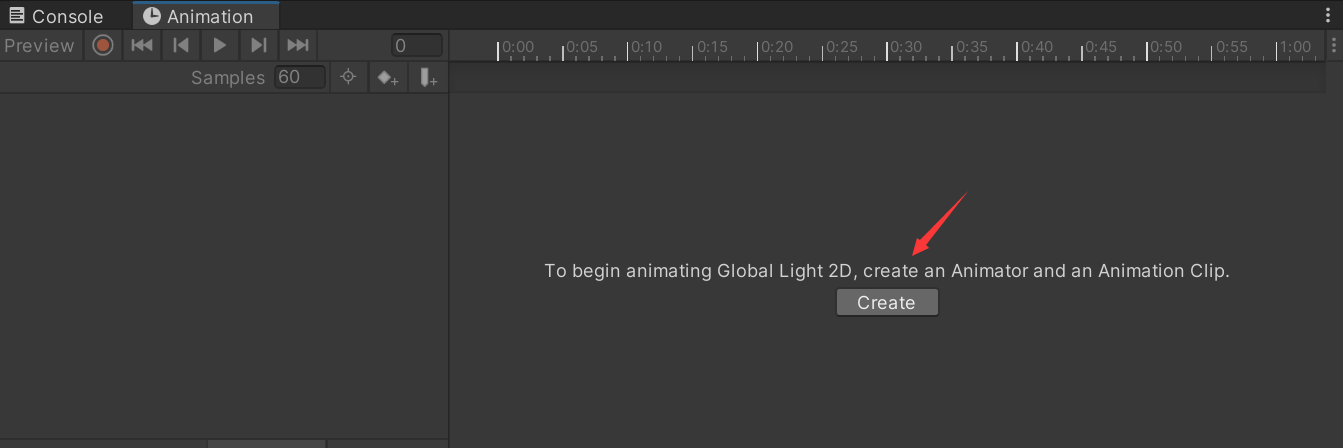 Console Animation
Preview 0 0:00 0:05 0:10 0:15 0:20 0:25 0:30 0:35 0:40 0:45 0:50 0:55 1:00
Samples 60
To begin animating Global Light 2D, create an Animator and an Animation Clip.
Create